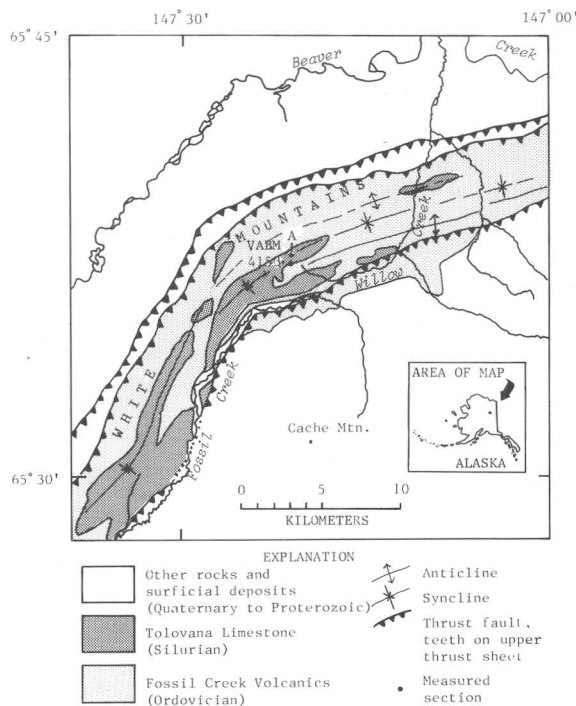 147°30' 147°00'
65°45'
Beaver
Creek
MOUNTAINS
VABM A
4159
Creek
Willow
WHITE
Creek
Fossil
Cache Mtn.
AREA OF MAP
ALASKA
65°30'
0 5 10
KILOMETERS
EXPLANATION
Other rocks and
surficial deposits
(Quaternary to Proterozoic)
Tolovana Limestone
(Silurian)
Fossil Creek Volcanics
(Ordovician)
Anticline
Syncline
Thrust fault,
teeth on upper
thrust sheet
Measured
section